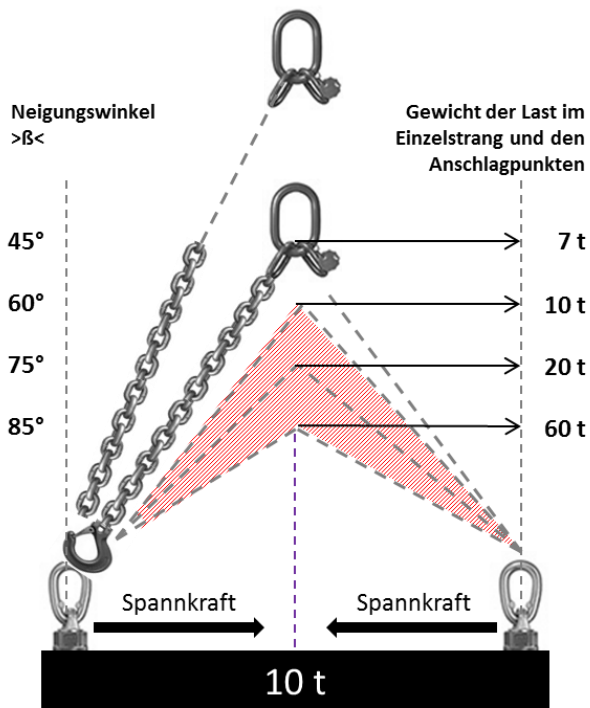 Neigungswinkel
>ß<
Gewicht der Last im
Einzelstrang und den
Anschlagpunkten
45°
7 t
60°
10 t
75°
20 t
85°
60 t
Spannkraft
Spannkraft
10 t